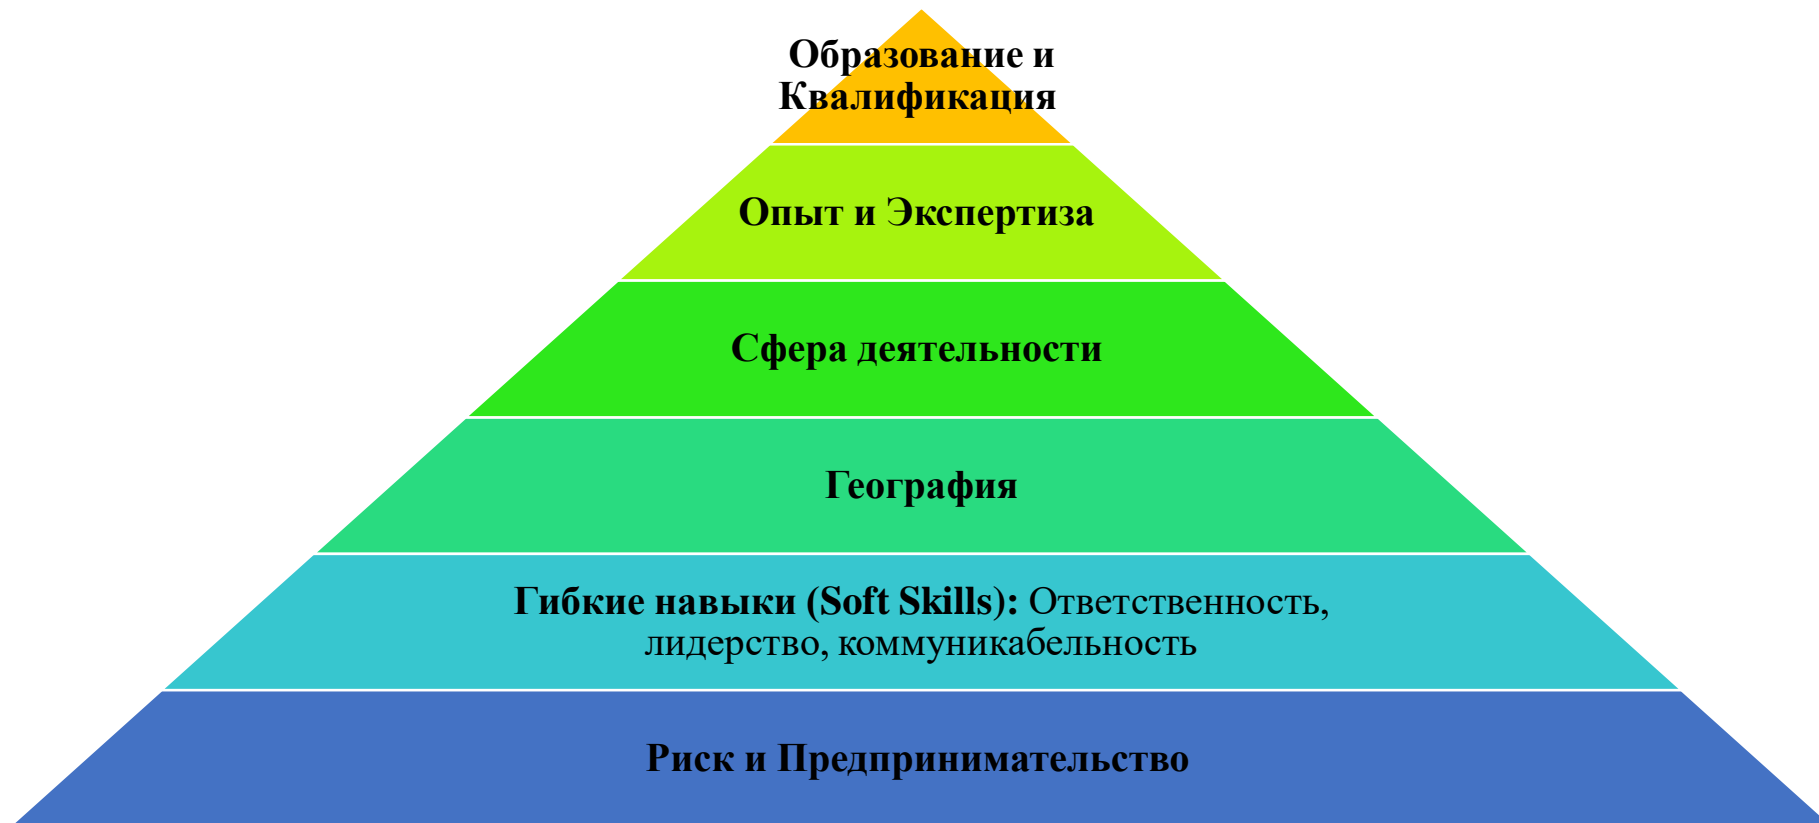 Образование и
Квалификация
Опыт и Экспертиза
Сфера деятельности
География
Гибкие навыки (Soft Skills): Ответственность,
лидерство, коммуникабельность
Риск и Предпринимательство